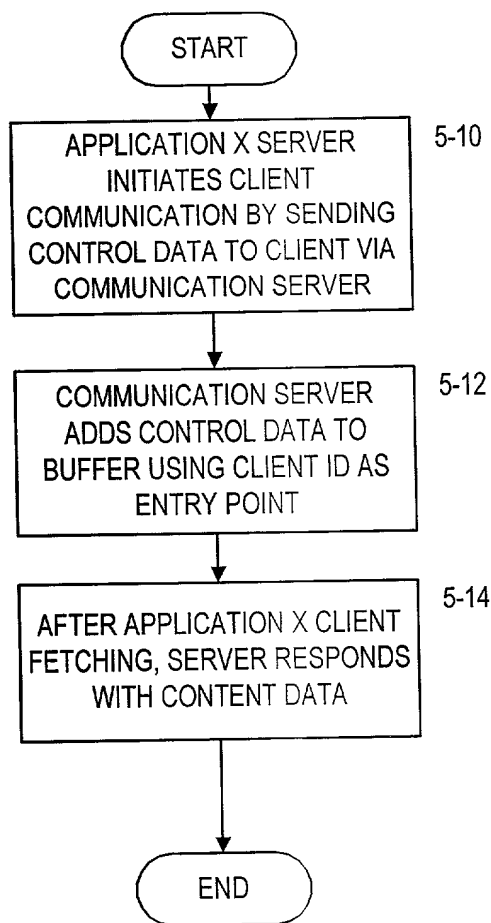 START
5-10
APPLICATION X SERVER
INITIATES CLIENT
COMMUNICATION BY SENDING
CONTROL DATA TO CLIENT VIA
COMMUNICATION SERVER
5-12
COMMUNICATION SERVER
ADDS CONTROL DATA TO
BUFFER USING CLIENT ID AS
ENTRY POINT
5-14
AFTER APPLICATION X CLIENT
FETCHING, SERVER RESPONDS
WITH CONTENT DATA
END